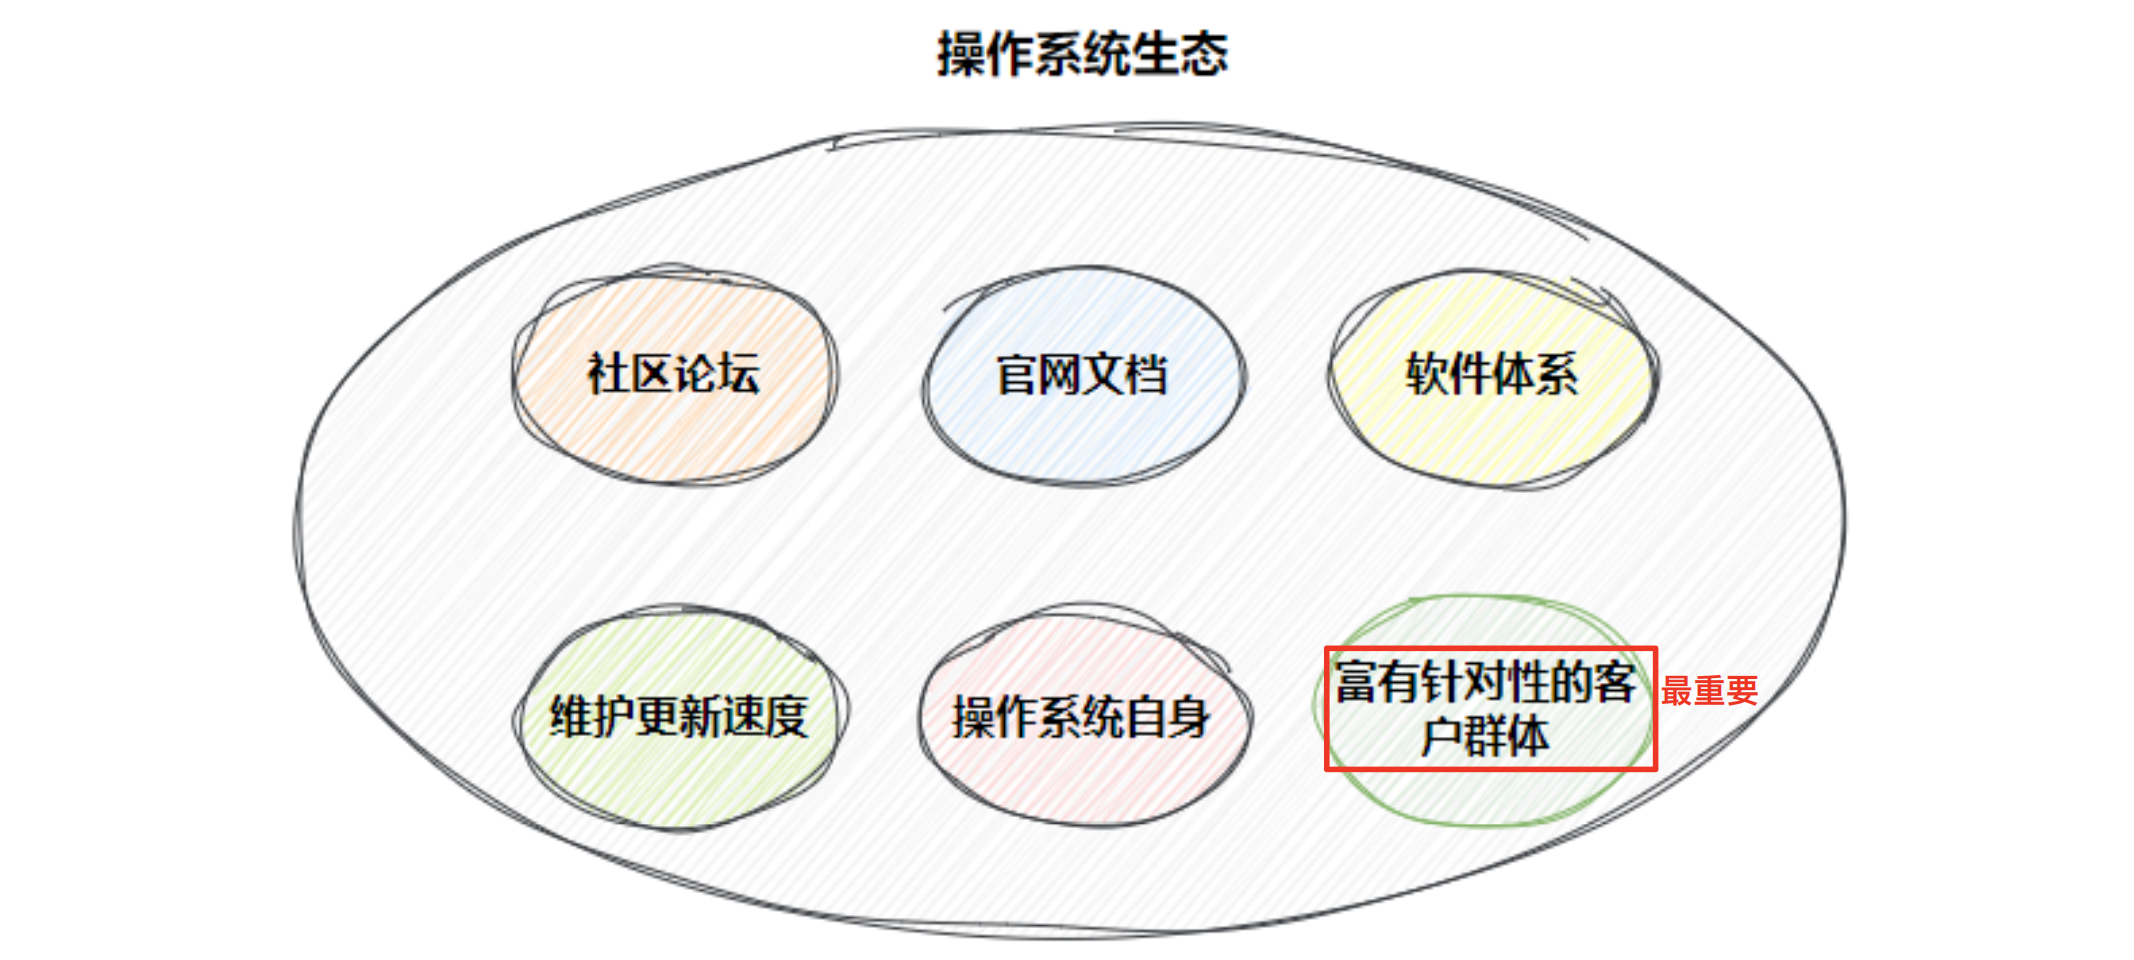 操作系统生态
社区论坛
官网文档
软件体系
维护更新速度
操作系统自身
富有针对性的客
户群体
最重要